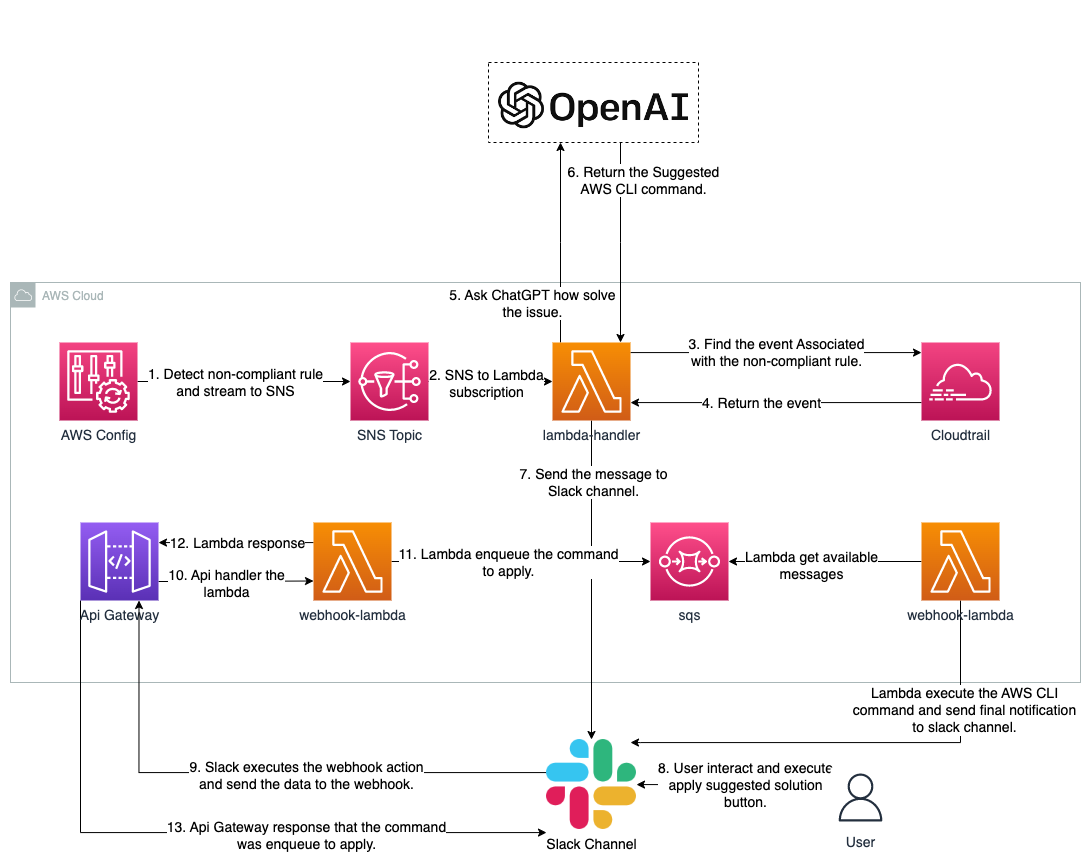 OpenAI
6. Return the Suggested
AWS CLI command.
AWS Cloud
5. Ask ChatGPT how solve
the issue.
3. Find the event Associated
with the non-compliant rule.
1. Detect non-compliant rule
and stream to SNS
2. SNS to Lambda
subscription
4. Return the event
AWS Config
SNS Topic
lambda-handler
Cloudtrail
7. Send the message to
Slack channel.
12. Lambda response
10. Api handler the
lambda
11. Lambda enqueue the command
to apply.
Lambda get available
messages
Api Gateway
webhook-lambda
sqs
webhook-lambda
Lambda execute the AWS CLI
command and send final notification
to slack channel.
9. Slack executes the webhook action
and send the data to the webhook.
8. User interact and execute
apply suggested solution
button.
13. Api Gateway response that the command
was enqueue to apply.
Slack Channel
User